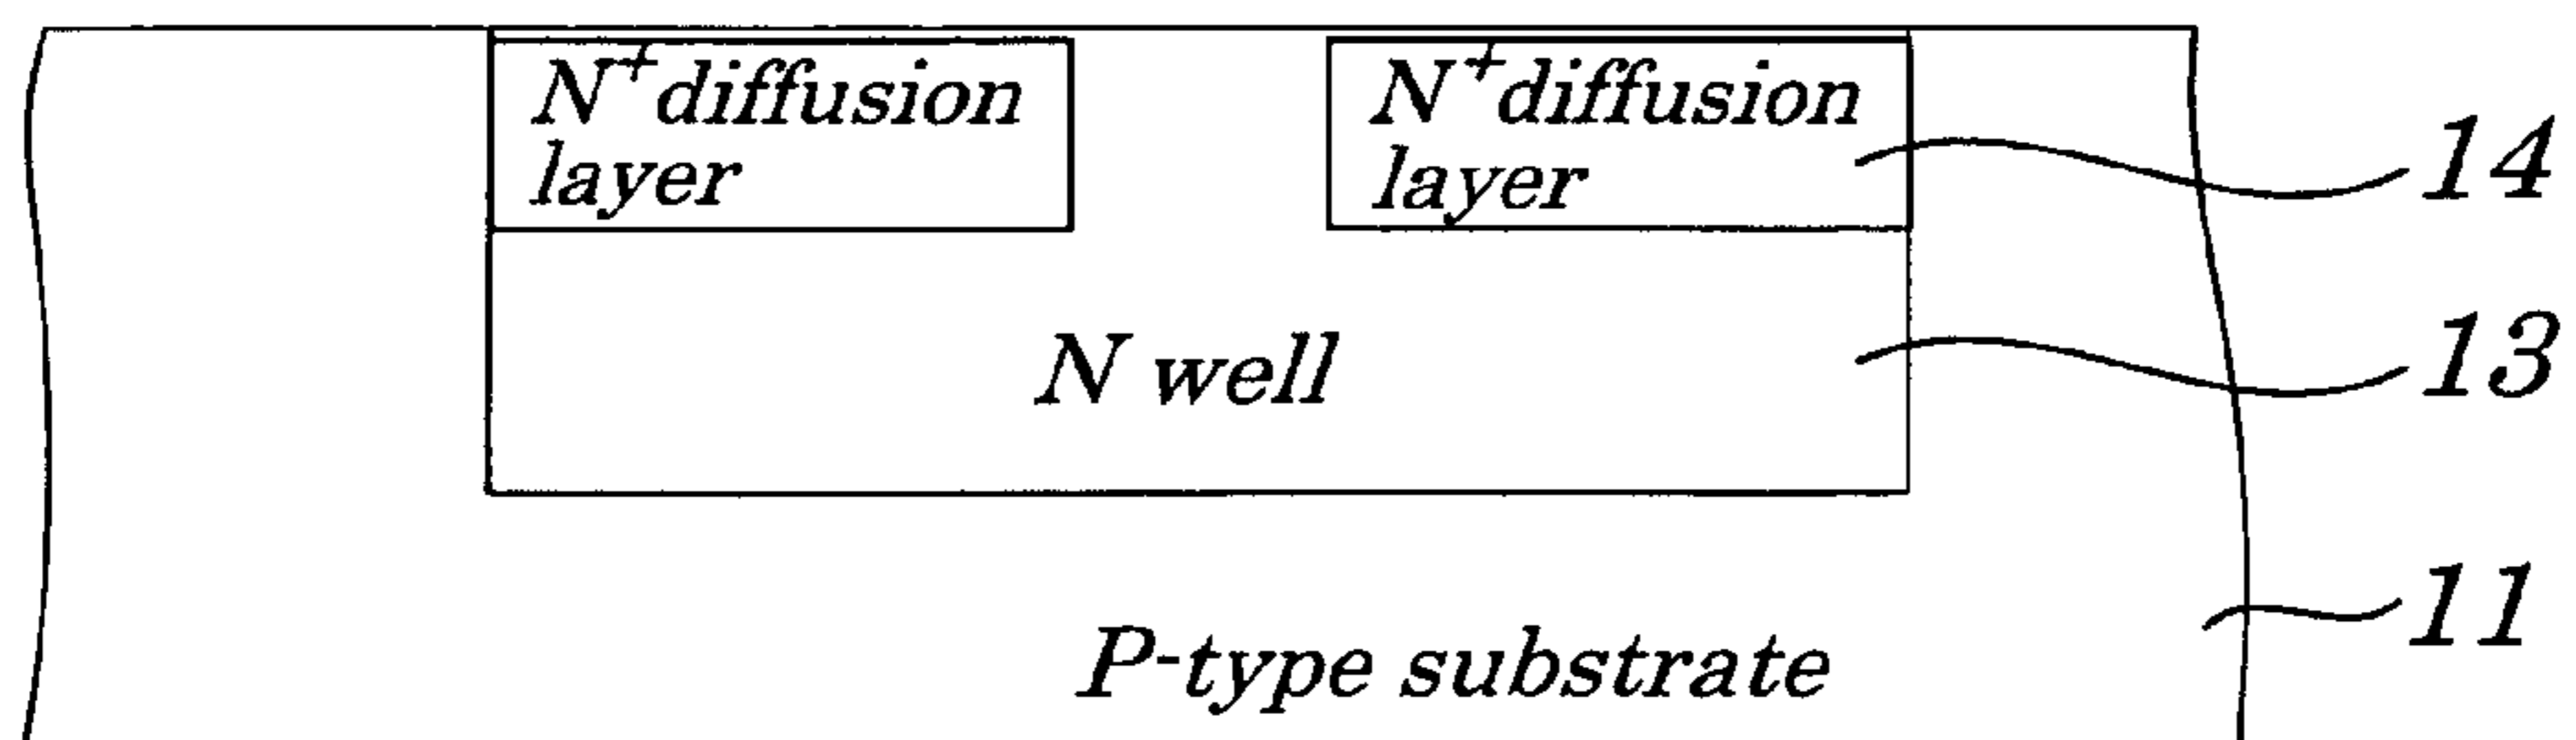 N⁺ diffusion
layer
N⁺ diffusion
layer
14
N well
13
P-type substrate
11